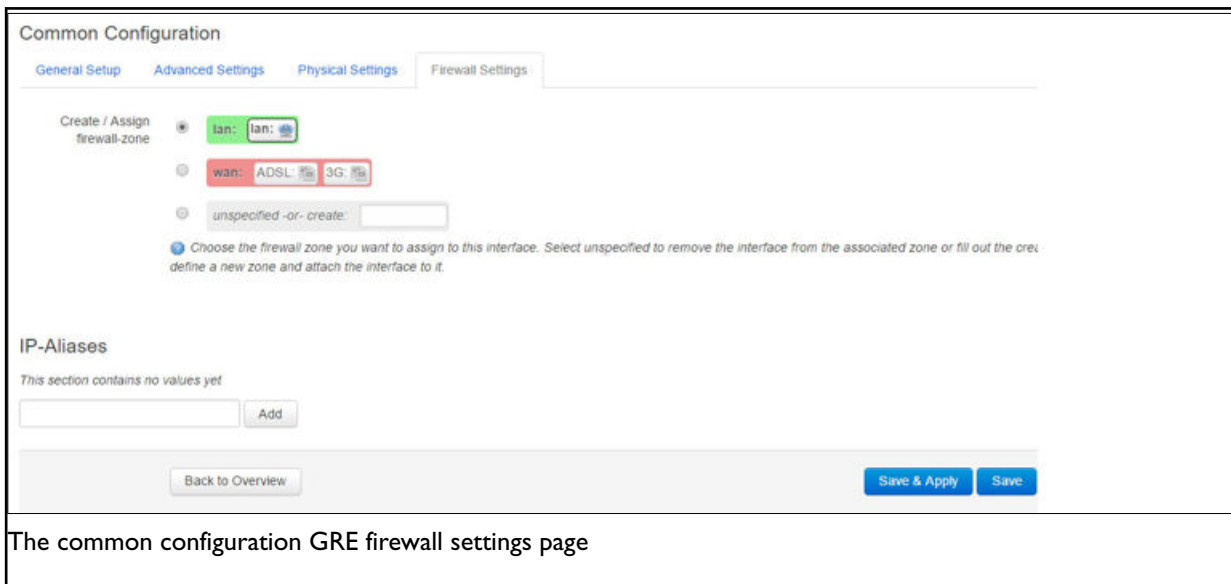 Common Configuration
General Setup Advanced Settings Physical Settings Firewall Settings
Create / Assign
firewall-zone
lan: lan:
wan: ADSL: 3G:
unspecified -or- create:
Choose the firewall zone you want to assign to this interface. Select unspecified to remove the interface from the associated zone or fill out the
define a new zone and attach the interface to it.
IP-Aliases
This section contains no values yet
Add
Back to Overview Save & Apply Save
The common configuration GRE firewall settings page